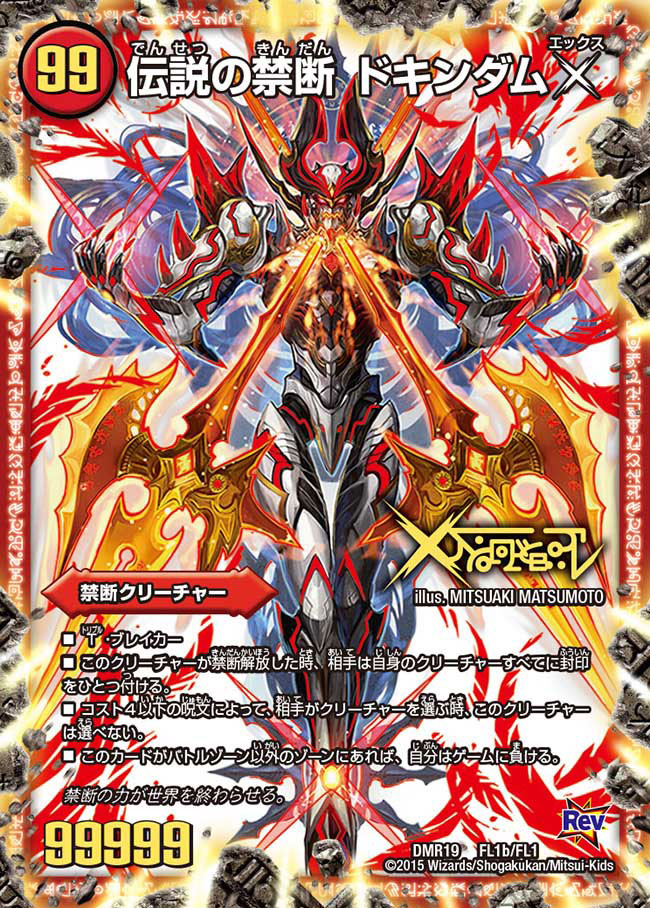 99
伝説の禁断 ドキンダムX
禁断クリーチャー
illus. MITSUAKI MATSUMOTO
■ T・ブレイカー
■ このクリーチャーが禁断解放した時、相手は自身のクリーチャーすべてに封印
をひとつ付ける。
■ コスト4以下の呪文によって、相手がクリーチャーを選ぶ時、このクリーチャー
は選べない。
■ このカードがバトルゾーン以外のゾーンにあれば、自分はゲームに負ける。
禁断の力が世界を終わらせる。
99999
Rev
DMR19 FL1b/FL1
©2015 Wizards/Shogakukan/Mitsui-Kids